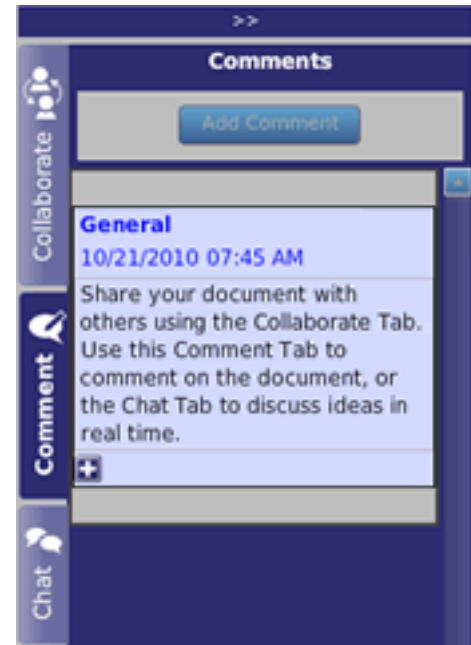 >>
Comments
Add Comment
Collaborate
General
10/21/2010 07:45 AM
Share your document with
others using the Collaborate Tab.
Use this Comment Tab to
comment on the document, or
the Chat Tab to discuss ideas in
real time.
Comment
Chat